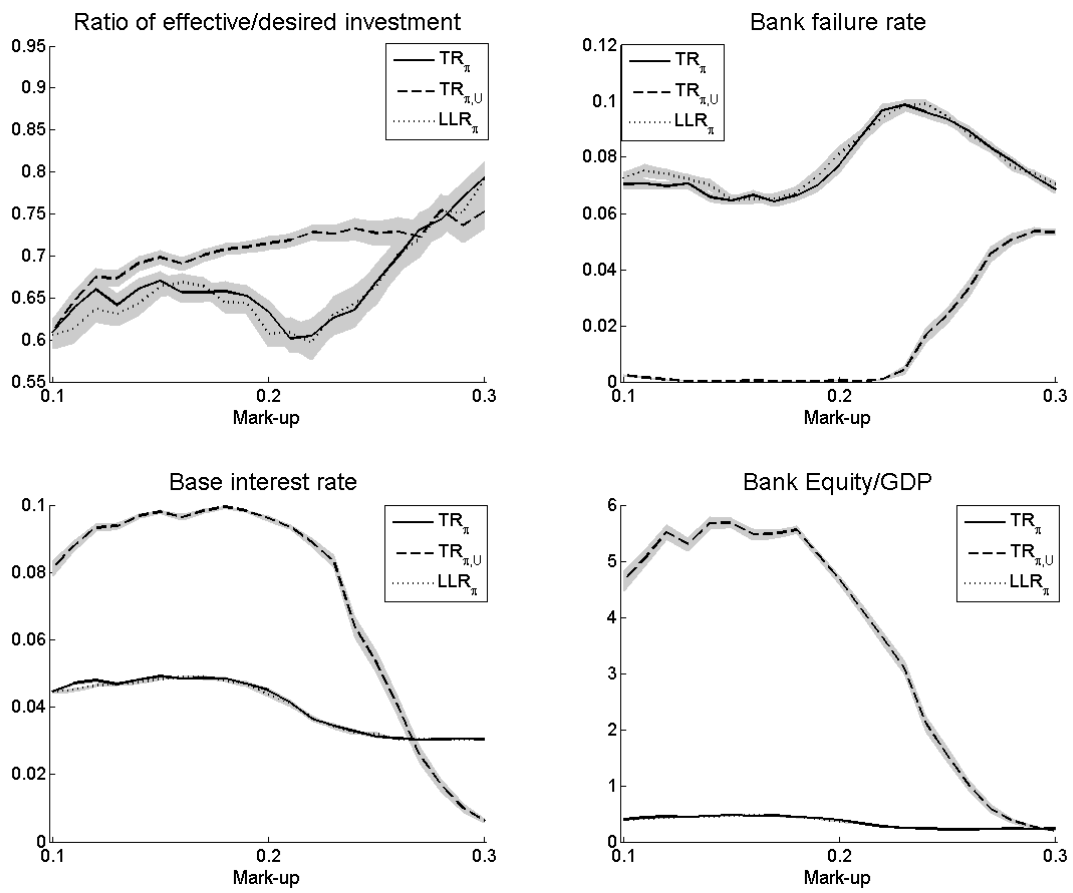 Ratio of effective/desired investment
0.95
0.9
0.85
0.8
0.75
0.7
0.65
0.6
0.55
TRπ
TRπ,U
LLRπ
0.1
0.2
0.3
Mark-up
Bank failure rate
0.12
0.1
0.08
0.06
0.04
0.02
0
TRπ
TRπ,U
LLRπ
0.1
0.2
0.3
Mark-up
Base interest rate
0.1
0.08
0.06
0.04
0.02
0
TRπ
TRπ,U
LLRπ
0.1
0.2
0.3
Mark-up
Bank Equity/GDP
6
5
4
3
2
1
0
TRπ
TRπ,U
LLRπ
0.1
0.2
0.3
Mark-up